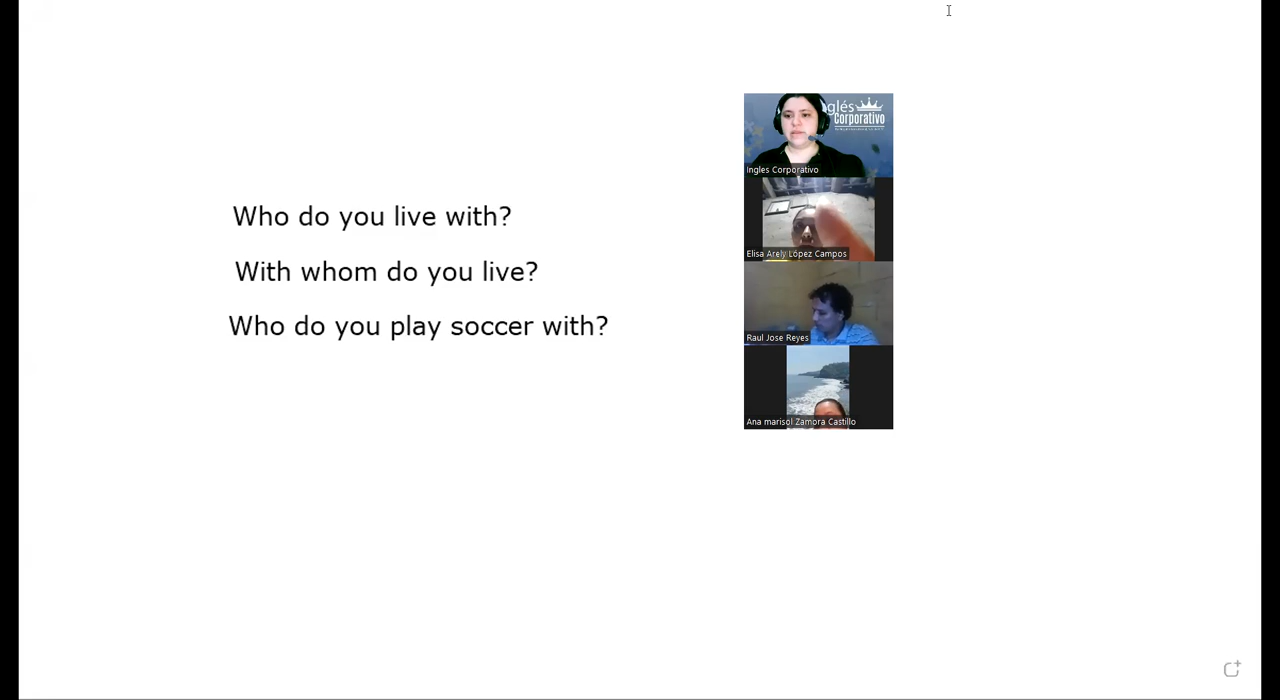 Who do you live with?
With whom do you live?
Who do you play soccer with?
glés
Corporativo
Ingles Corporativo
Elisa Arely López Campos
Raul Jose Reyes
Ana marisol Zamora Castillo